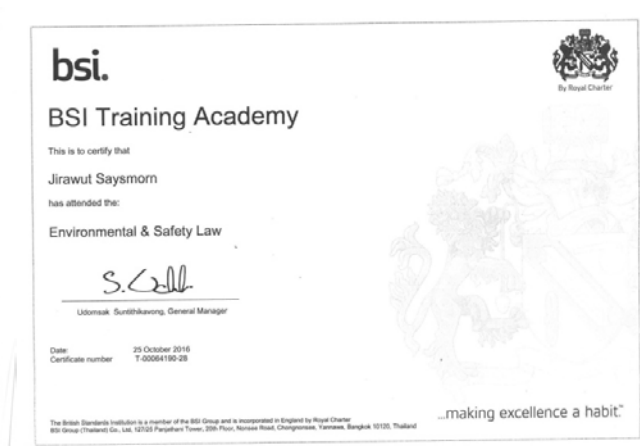 bsi.
By Royal Charter
BSI Training Academy
This is to certify that
Jirawut Saysmorn
has attended the:
Environmental & Safety Law
Udomsak Suntithikavong, General Manager
Date: 25 October 2016
Certificate number T-00064190-28
...making excellence a habit.™
The British Standards Institution is a member of the BSI Group and is incorporated in England by Royal Charter
BSI Group (Thailand) Co., Ltd, 127/25 Panjathani Tower, 20th Floor, Nonsee Road, Chongnonsee, Yannawa, Bangkok 10120, Thailand